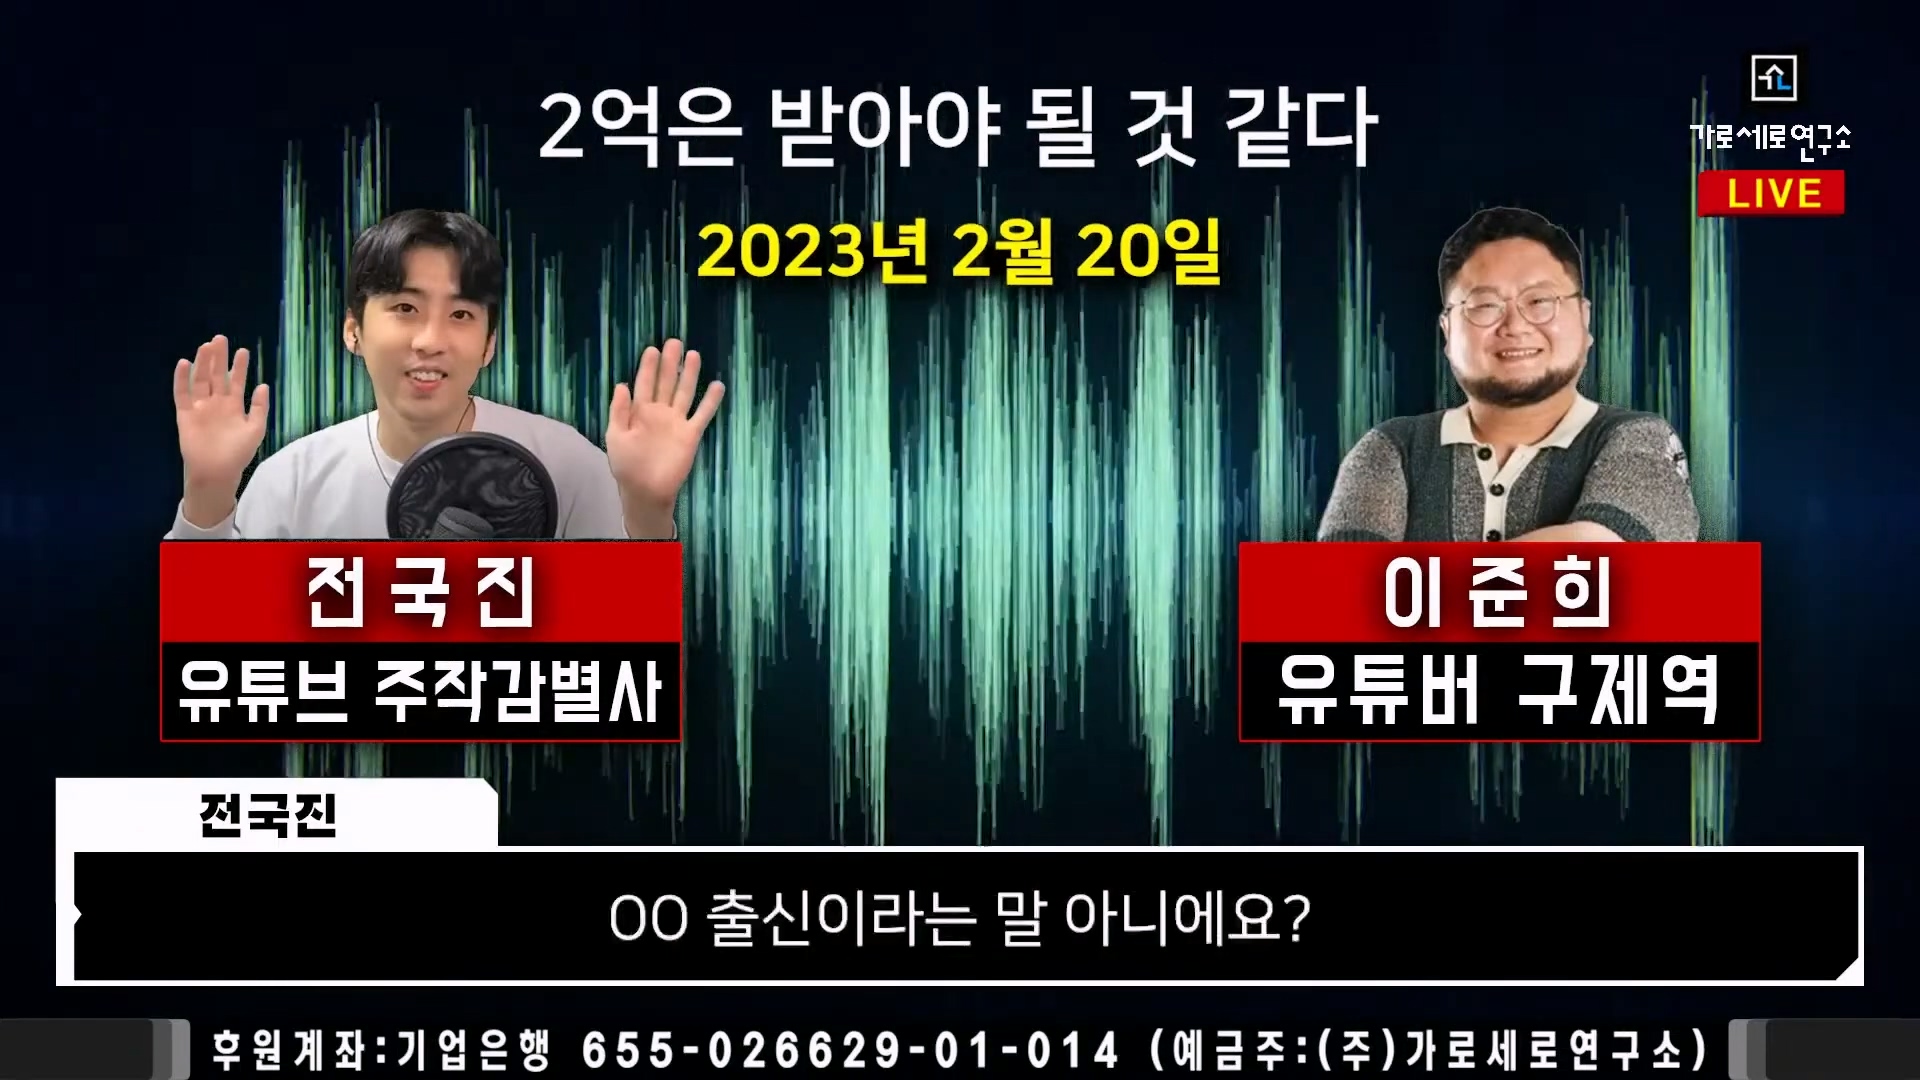 2억은 받아야 될 것 같다
가로세로연구소
LIVE
2023년 2월 20일
전국진
유튜브 주작감별사
이준희
유튜버 구제역
전국진
OO 출신이라는 말 아니에요?
후원계좌:기업은행 655-026629-01-014 (예금주:(주)가로세로연구소)